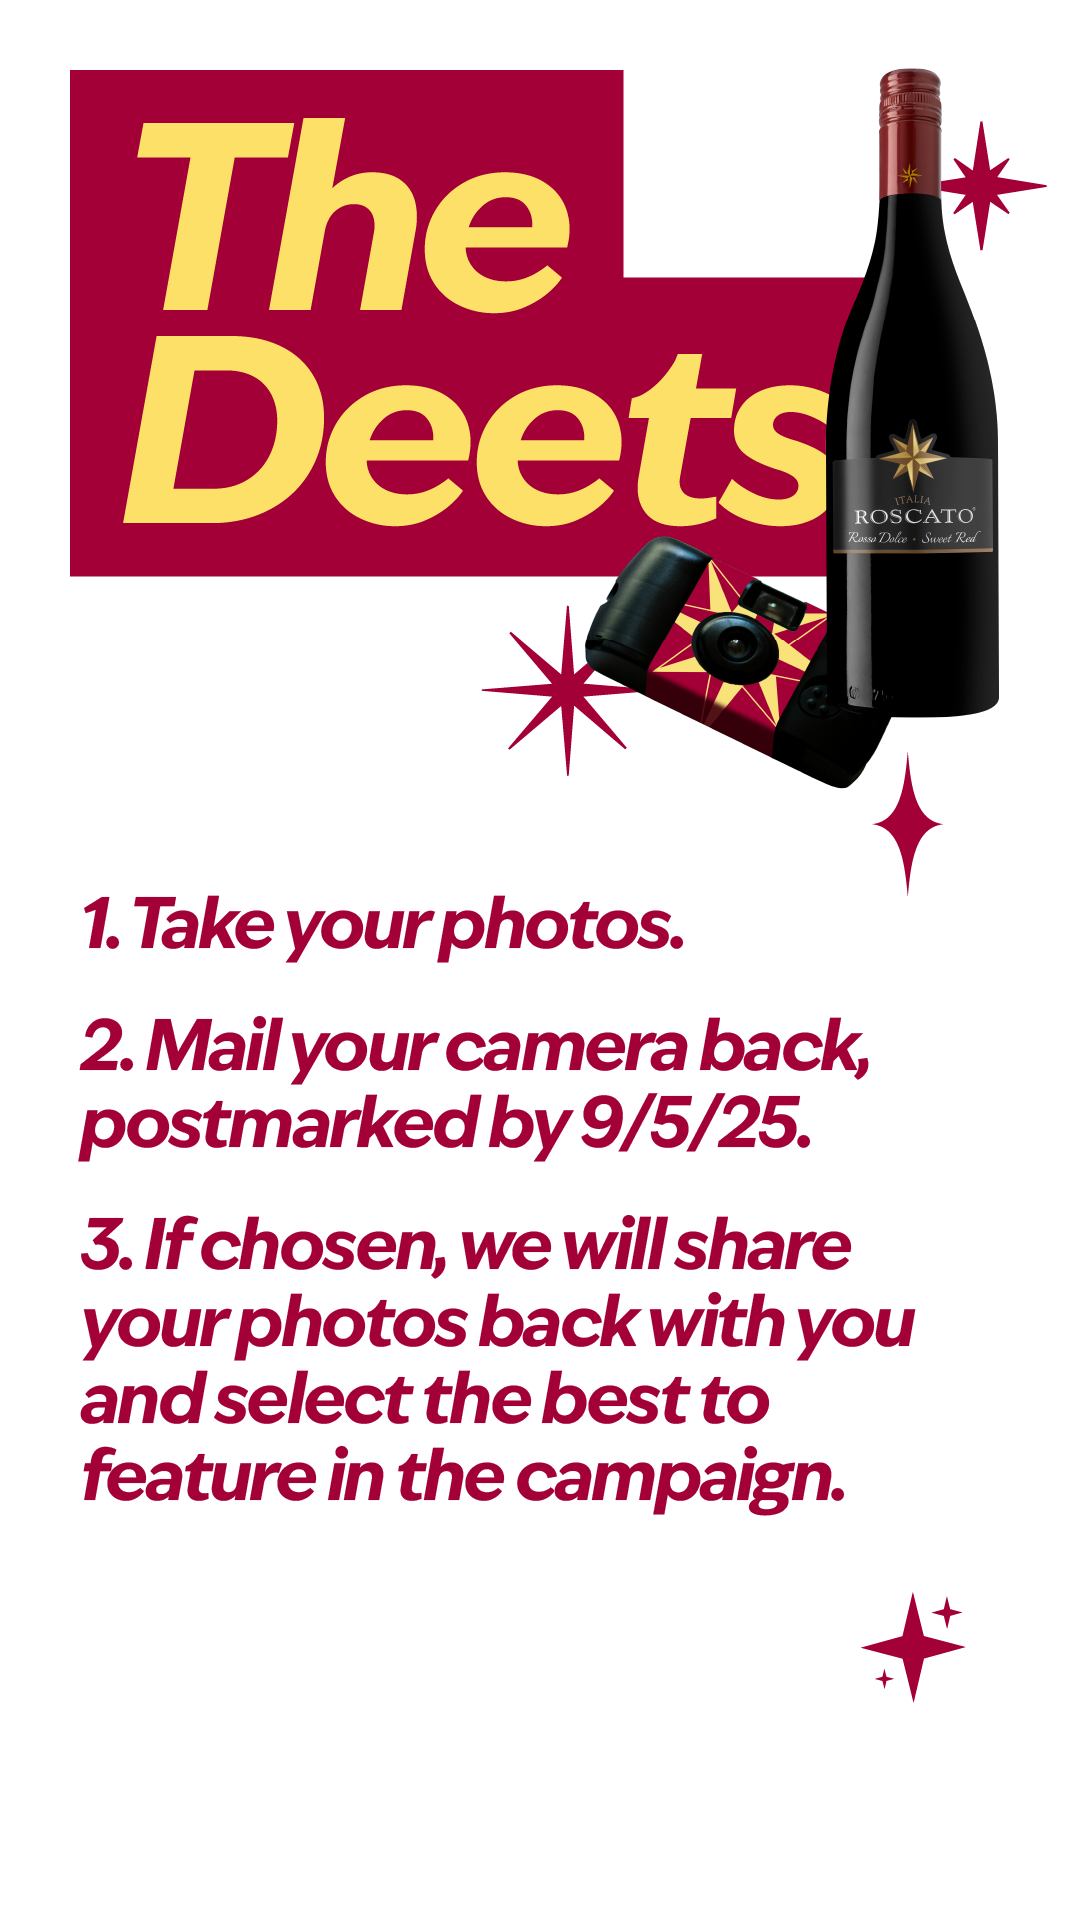 The
Deets
ITALIA
ROSCATO®
Rosso Dolce • Sweet Red
1. Take your photos.
2. Mail your camera back,
postmarked by 9/5/25.
3. If chosen, we will share
your photos back with you
and select the best to
feature in the campaign.